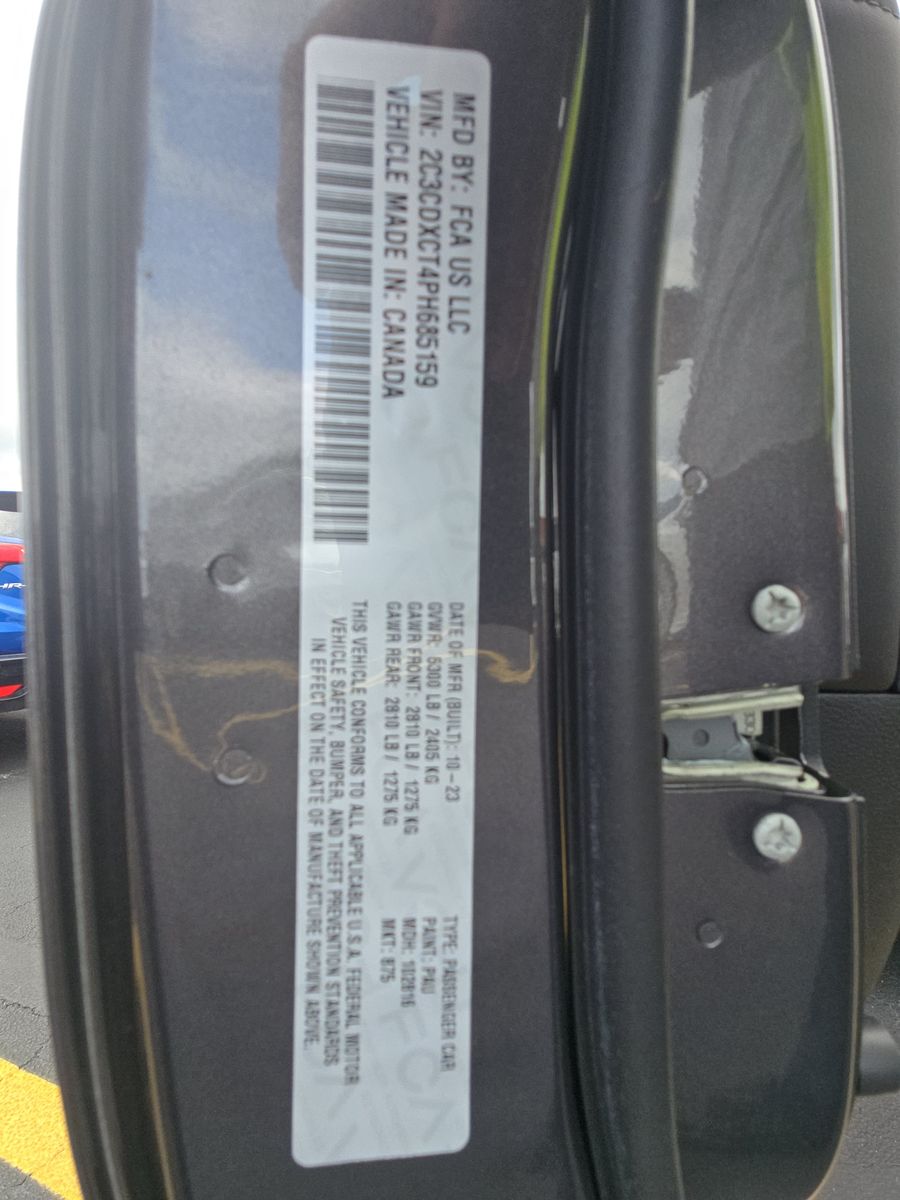 MFD BY: FCA US LLC
VIN: 2C3CDXCT4PH685159
VEHICLE MADE IN: CANADA
DATE OF MFR (BUILT): 10-23
GVWR: 5300 LB / 2405 KG
GAWR FRONT: 2810 LB / 1275 KG
GAWR REAR: 2810 LB / 1275 KG
TYPE: PASSENGER CAR
PAINT: PAU
MDH:
MKT:
THIS VEHICLE CONFORMS TO ALL APPLICABLE U.S.A. FEDERAL MOTOR
VEHICLE SAFETY, BUMPER, AND THEFT PREVENTION STANDARDS
IN EFFECT ON THE DATE OF MANUFACTURE SHOWN ABOVE.